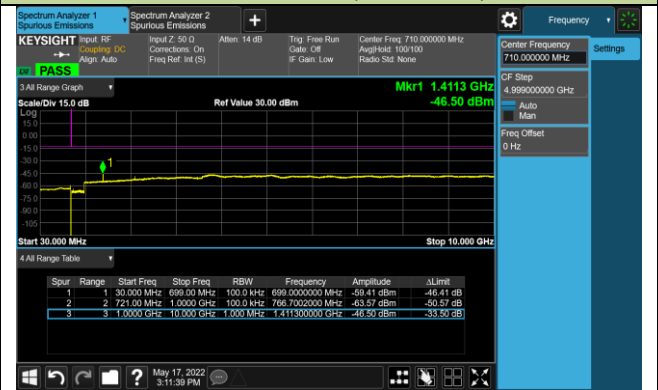 Spectrum Analyzer 1
Spurious Emissions
Spectrum Analyzer 2
Spurious Emissions
Frequency
KEYSIGHT
Input: RF
Coupling: DC
Align: Auto
Input Z: 50 Ω
Corrections: On
Freq Ref: Int (S)
Atten: 14 dB
Trig: Free Run
Gate: Off
IF Gain: Low
Center Freq: 710.000000 MHz
Avg|Hold: 100/100
Radio Std: None
PASS
Center Frequency
710.000000 MHz
Settings
CF Step
4.999000000 GHz
Auto
Man
Freq Offset
0 Hz
3 All Range Graph
Mkr1 1.4113 GHz
Scale/Div 15.0 dB
Ref Value 30.00 dBm
-46.50 dBm
Log
15.0
0.00
-15.0
-30.0
-45.0
-60.0
-75.0
-90.0
-105
1
Start 30.000 MHz
Stop 10.000 GHz
4 All Range Table
Spur Range Start Freq Stop Freq RBW Frequency Amplitude ΔLimit
1 1 30.000 MHz 699.00 MHz 100.0 kHz 699.0000000 MHz -59.41 dBm -46.41 dB
2 2 721.00 MHz 1.0000 GHz 100.0 kHz 766.7002000 MHz -63.57 dBm -50.57 dB
3 3 1.0000 GHz 10.000 GHz 1.000 MHz 1.411300000 GHz -46.50 dBm -33.50 dB
?
May 17, 2022
3:11:39 PM